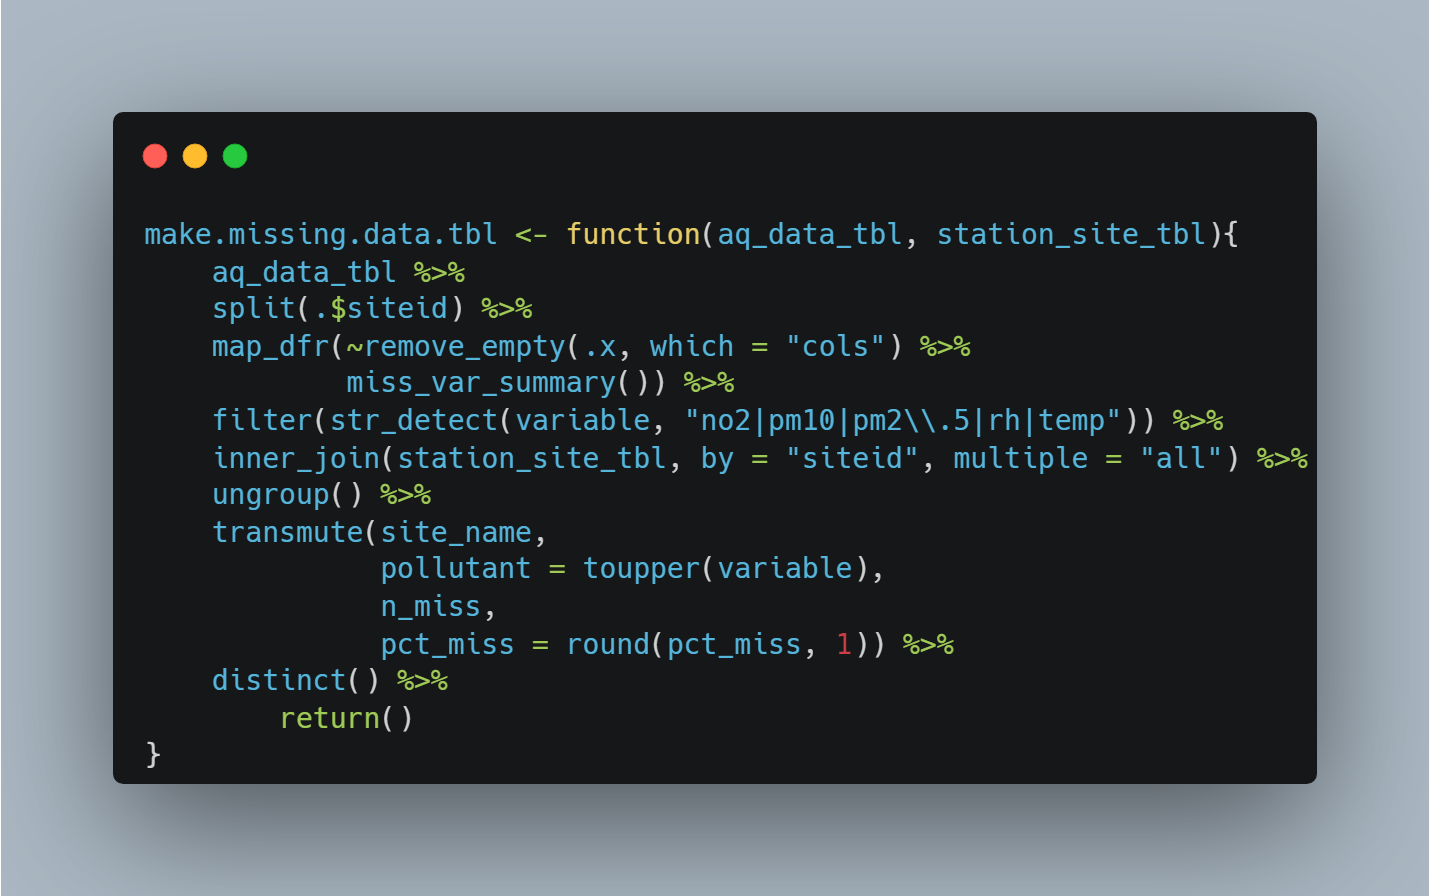 make.missing.data.tbl <- function(aq_data_tbl, station_site_tbl){
    aq_data_tbl %>%
    split(.$siteid) %>%
    map_dfr(~remove_empty(.x, which = "cols") %>%
            miss_var_summary()) %>%
    filter(str_detect(variable, "no2|pm10|pm2\\.5|rh|temp")) %>%
    inner_join(station_site_tbl, by = "siteid", multiple = "all") %>%
    ungroup() %>%
    transmute(site_name,
              pollutant = toupper(variable),
              n_miss,
              pct_miss = round(pct_miss, 1)) %>%
    distinct() %>%
        return()
}